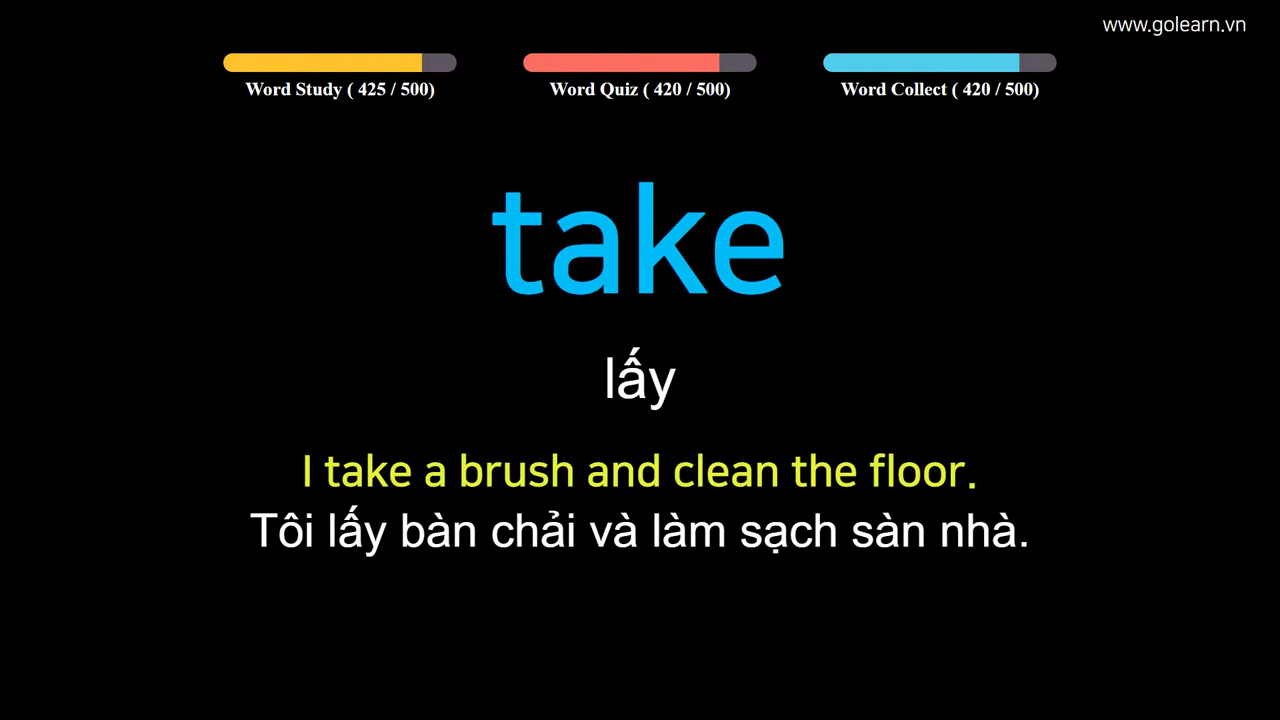 www.golearn.vn
Word Study ( 425 / 500)
Word Quiz ( 420 / 500)
Word Collect ( 420 / 500)
take
lấy
I take a brush and clean the floor.
Tôi lấy bàn chải và làm sạch sàn nhà.